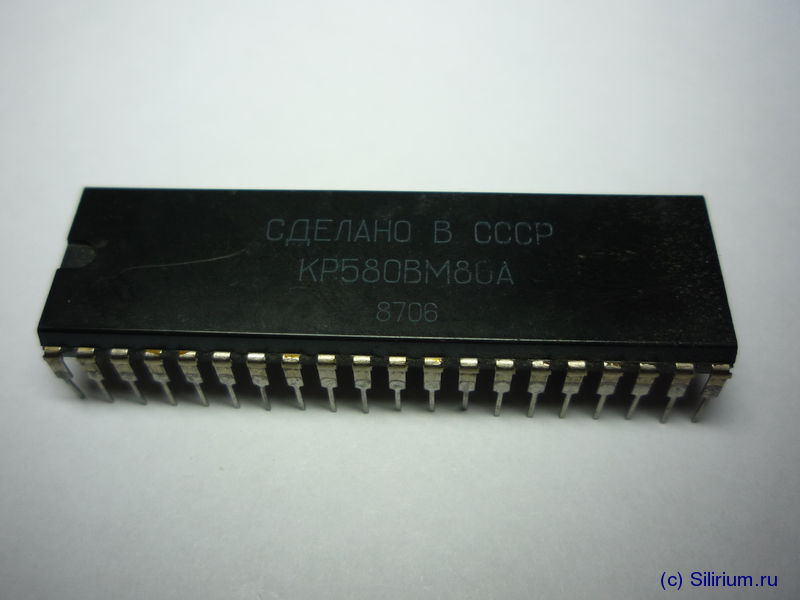 СДЕЛАНО В СССР
КР580ВМ80А
8706
(c) Silirium.ru